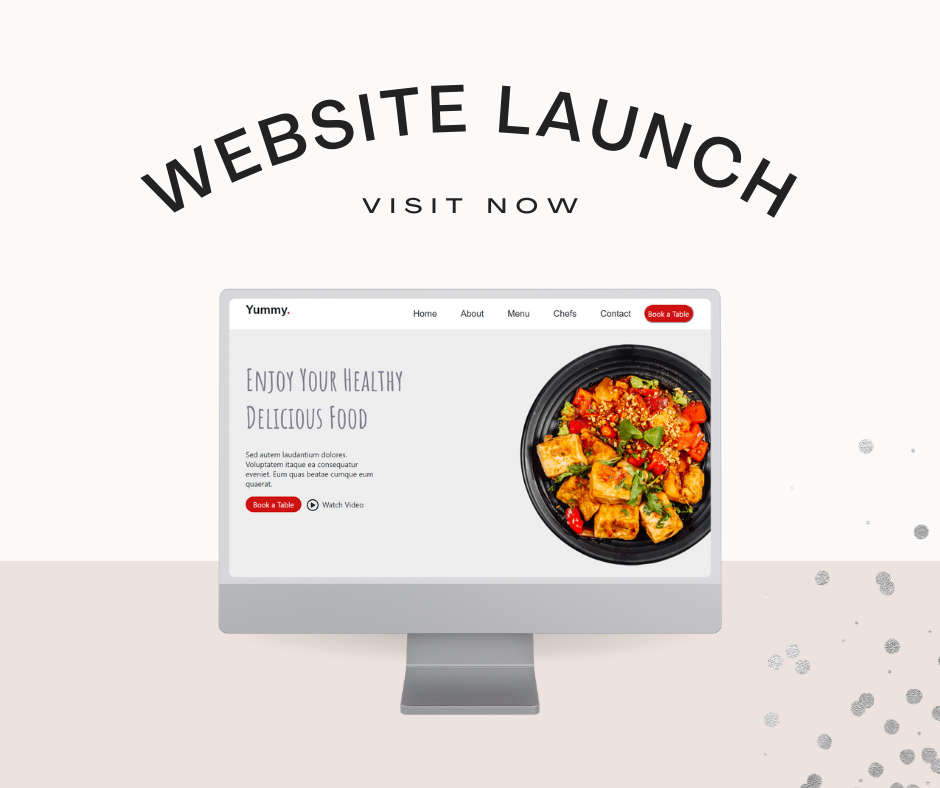 WEBSITE LAUNCH
VISIT NOW
Yummy.
Home About Menu Chefs Contact Book a Table
Enjoy Your Healthy
Delicious Food
Sed autem laudantium dolores.
Voluptatem itaque ea consequatur
eveniet. Eum quas beatae cumque eum
quaerat.
Book a Table Watch Video